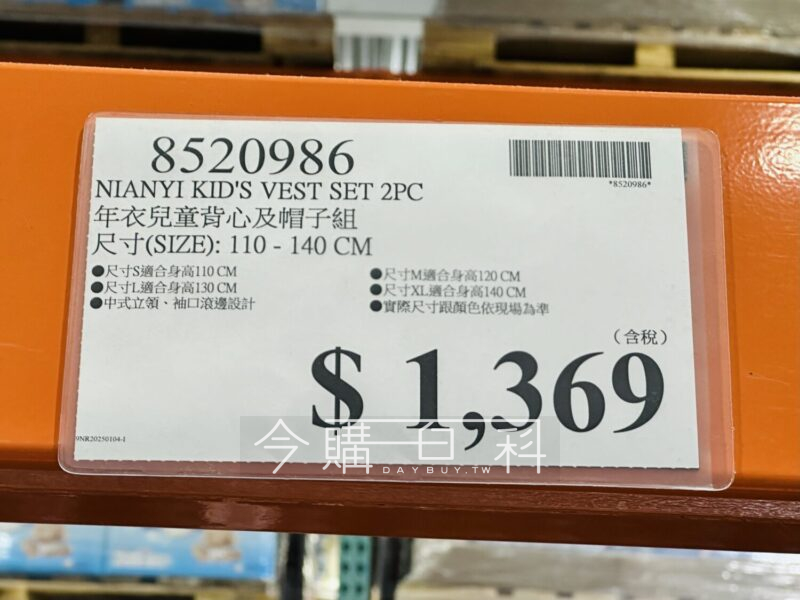 8520986
*8520986*
NIANYI KID'S VEST SET 2PC
年衣兒童背心及帽子組
尺寸(SIZE): 110 - 140 CM
●尺寸S適合身高110 CM
●尺寸M適合身高120 CM
●尺寸L適合身高130 CM
●尺寸XL適合身高140 CM
●中式立領、袖口滾邊設計
●實際尺寸跟顏色依現場為準
(含稅)
$ 1,369
9NR20250104-1
今購百科
DAYBUY.TW